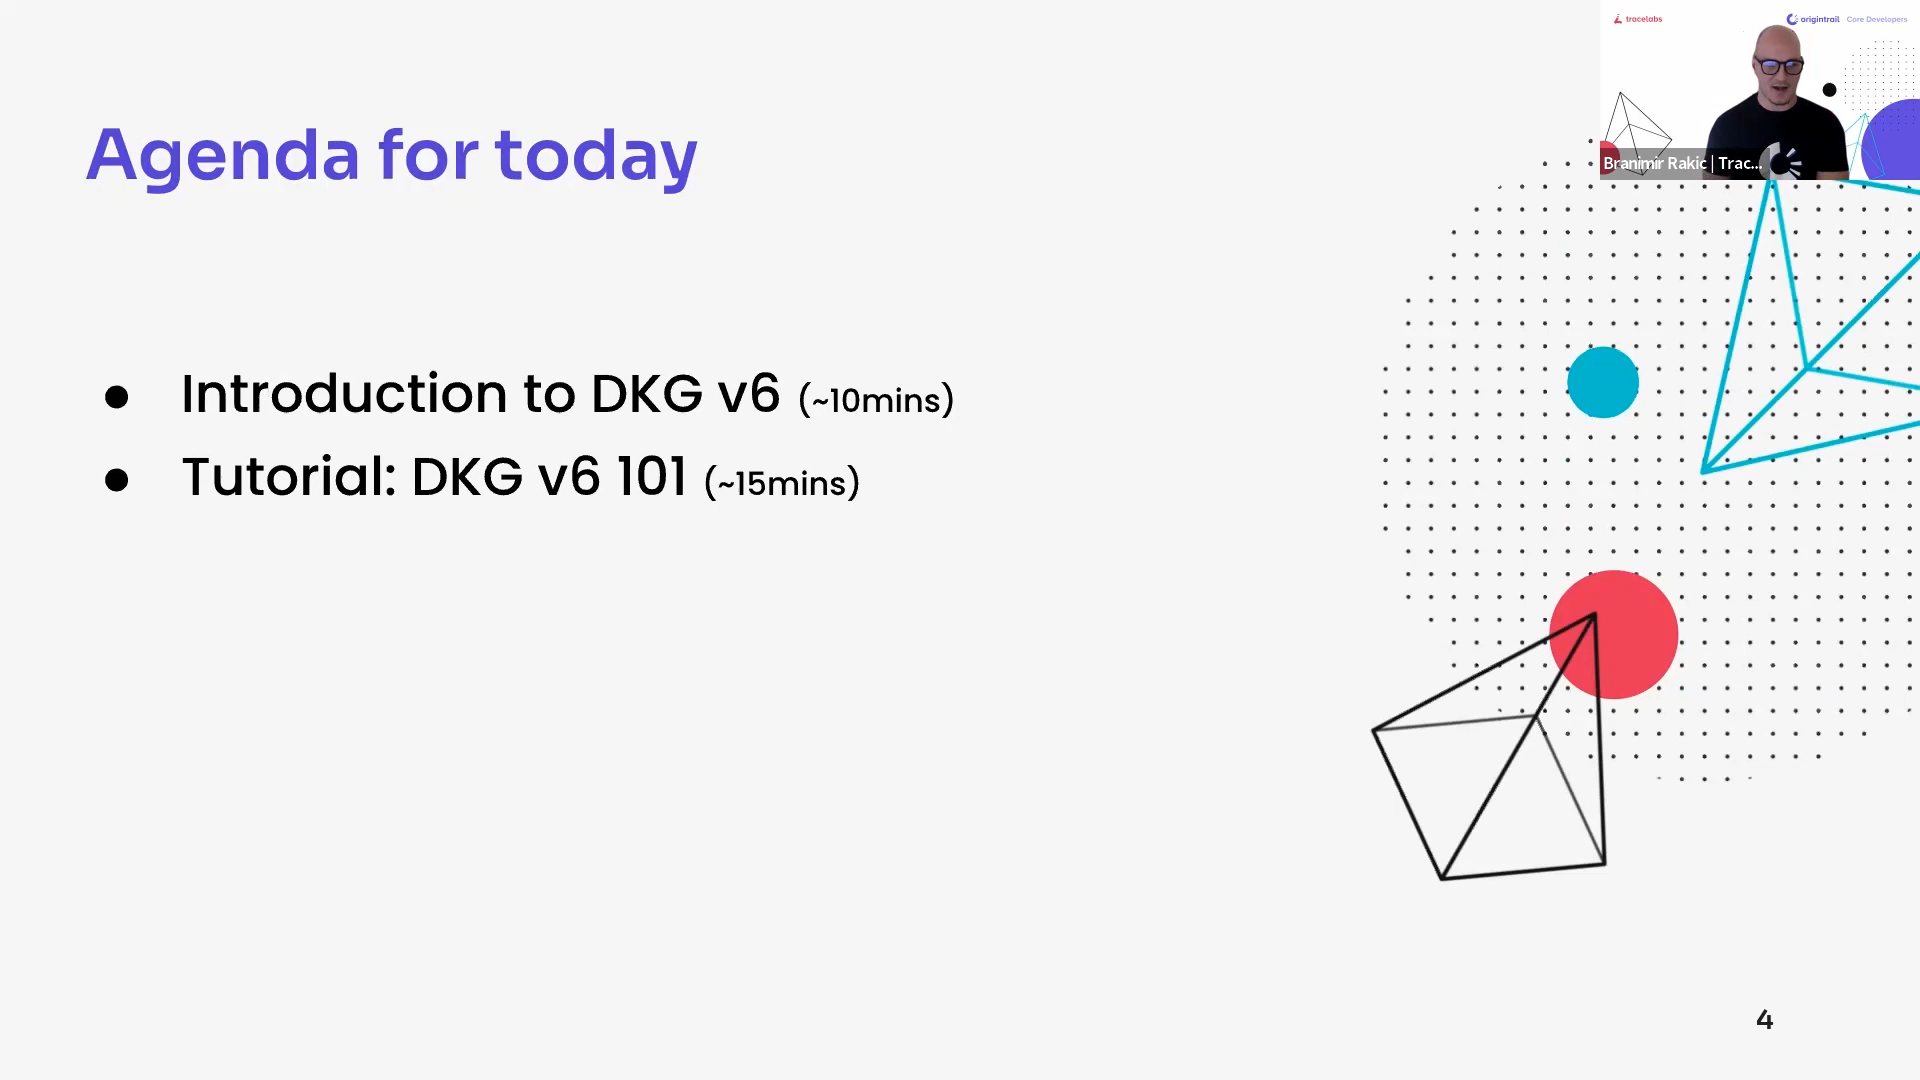 tracelabs
origintrail Core Developers
Branimir Rakic | Trac...
Agenda for today
● Introduction to DKG v6 (~10mins)
● Tutorial: DKG v6 101 (~15mins)
4